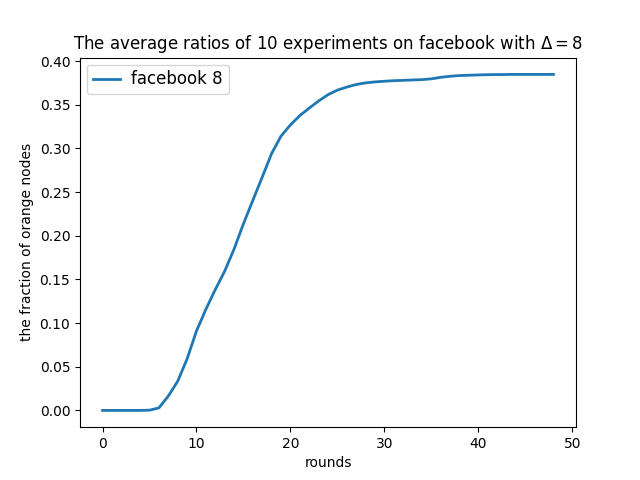 The average ratios of 10 experiments on facebook with Δ = 8
facebook 8
the fraction of orange nodes
0.40
0.35
0.30
0.25
0.20
0.15
0.10
0.05
0.00
0 10 20 30 40 50
rounds